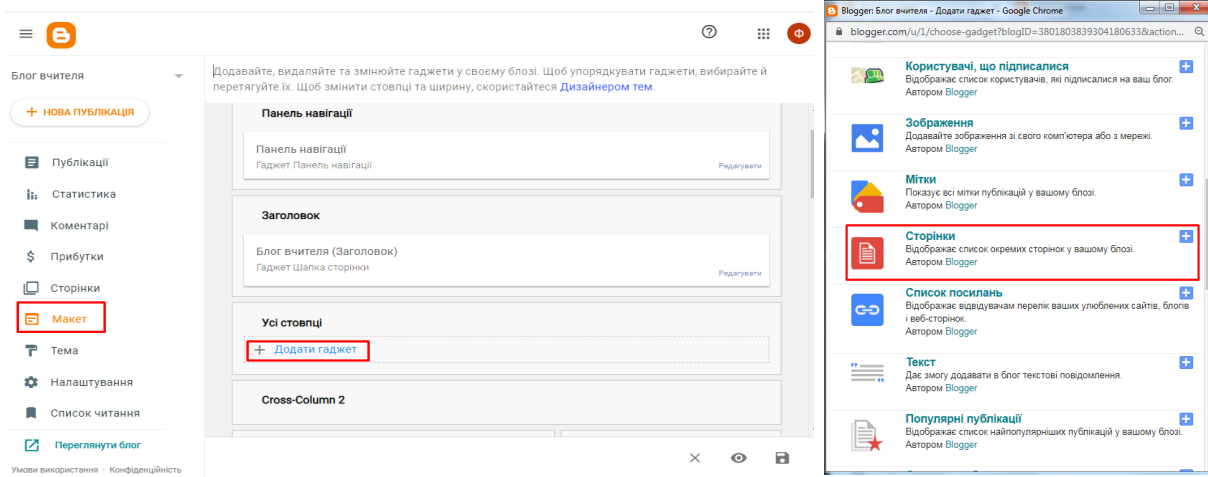 Ф
Блог вчителя
+ НОВА ПУБЛІКАЦІЯ
Публікації
Статистика
Коментарі
$ Прибутки
Сторінки
Макет
Тема
Налаштування
Список читання
Переглянути блог
Умови використання · Конфіденційність
Додавайте, видаляйте та змінюйте гаджети у своєму блозі. Щоб упорядкувати гаджети, вибирайте й
перетягуйте їх. Щоб змінити стовпці та ширину, скористайтеся Дизайнером тем.
Панель навігації
Панель навігації
Гаджет Панель навігації
Редагувати
Заголовок
Блог вчителя (Заголовок)
Гаджет Шапка сторінки
Редагувати
Усі стовпці
+ Додати гаджет
Cross-Column 2
Blogger: Блог вчителя - Додати гаджет - Google Chrome
blogger.com/u/1/choose-gadget?blogID=3801803839304180633&action...
Користувачі, що підписалися
Відображає список користувачів, які підписалися на ваш блог.
Автором Blogger
Зображення
Додавайте зображення зі свого комп'ютера або з мережі.
Автором Blogger
Мітки
Показує всі мітки публікацій у вашому блозі.
Автором Blogger
Сторінки
Відображає список окремих сторінок у вашому блозі.
Автором Blogger
Список посилань
Відображає відвідувачам перелік ваших улюблених сайтів, блогів
і веб-сторінок.
Автором Blogger
Текст
Дає змогу додавати в блог текстові повідомлення.
Автором Blogger
Популярні публікації
Відображає список найпопулярніших публікацій у вашому блозі.
Автором Blogger